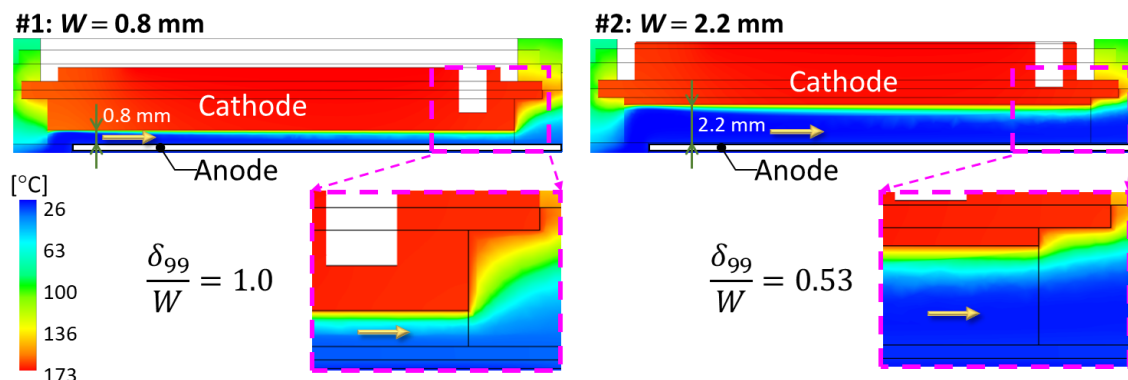 #1: W = 0.8 mm
#2: W = 2.2 mm
Cathode
0.8 mm
Anode
Cathode
2.2 mm
Anode
[°C]
26
63
100
136
173
δ99/W = 1.0
δ99/W = 0.53